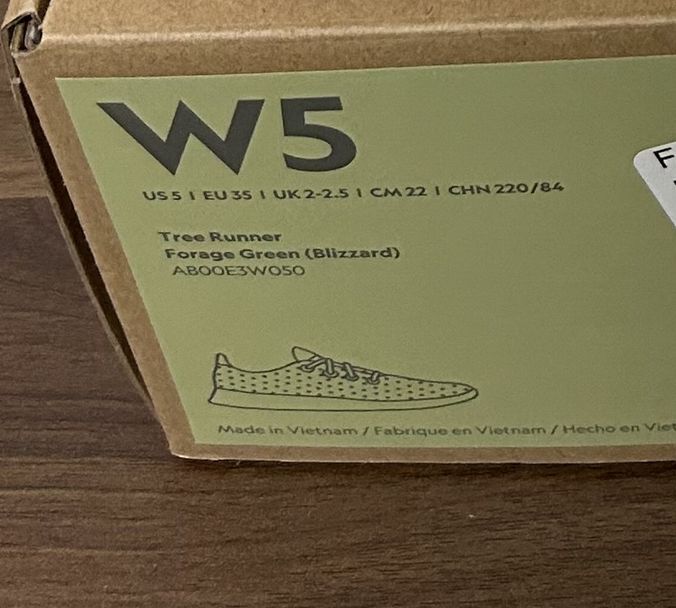 W5
US 5 I EU 35 I UK 2-2.5 I CM 22 I CHN 220/84
Tree Runner
Forage Green (Blizzard)
AB00E3W050
Made in Vietnam / Fabrique en Vietnam / Hecho en Viet
F